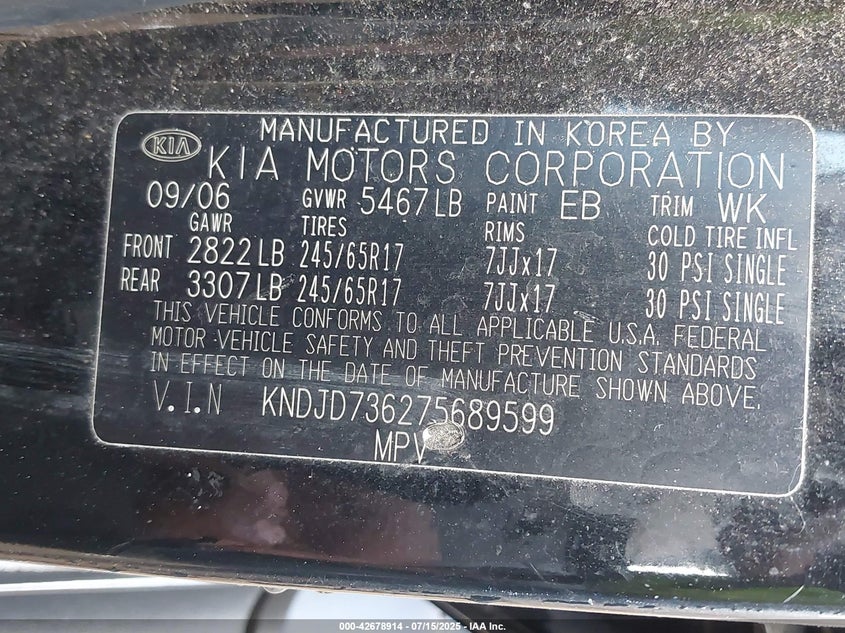 MANUFACTURED IN KOREA BY
KIA KIA MOTORS CORPORATION
09/06 GVWR 5467LB PAINT EB TRIM WK
GAWR TIRES RIMS COLD TIRE INFL
FRONT 2822LB 245/65R17 7JJx17 30 PSI SINGLE
REAR 3307LB 245/65R17 7JJx17 30 PSI SINGLE
THIS VEHICLE CONFORMS TO ALL APPLICABLE U.S.A. FEDERAL
MOTOR-VEHICLE SAFETY AND THEFT PREVENTION STANDARDS
IN EFFECT ON THE DATE OF MANUFACTURE SHOWN ABOVE.
V.I.N KNDJD736275689599
MPV
000-42678914 - 07/15/2025 - IAA Inc.